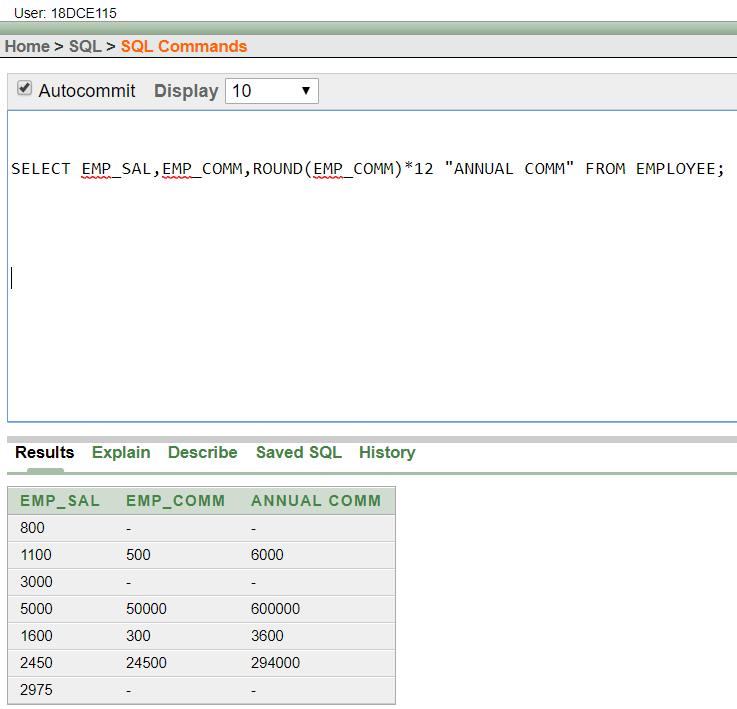 User: 18DCE115
Home > SQL > SQL Commands
Autocommit Display 10
SELECT EMP_SAL,EMP_COMM,ROUND(EMP_COMM)*12 "ANNUAL COMM" FROM EMPLOYEE;
Results Explain Describe Saved SQL History
EMP_SAL EMP_COMM ANNUAL COMM
800 - -
1100 500 6000
3000 - -
5000 50000 600000
1600 300 3600
2450 24500 294000
2975 - -